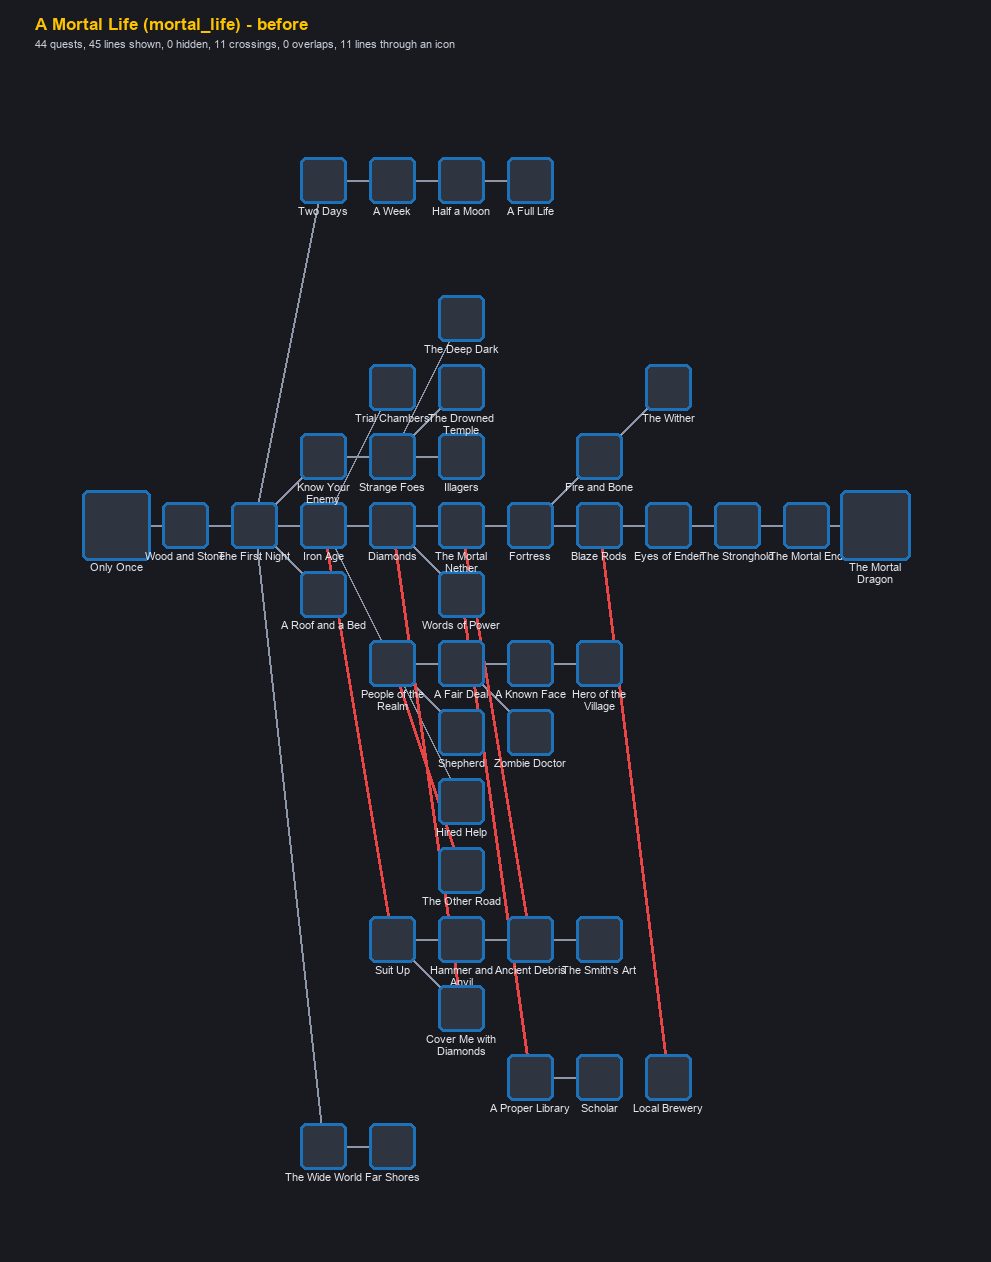 A Mortal Life (mortal_life) - before
44 quests, 45 lines shown, 0 hidden, 11 crossings, 0 overlaps, 11 lines through an icon
Two Days
A Week
Half a Moon
A Full Life
The Deep Dark
Trial Chambers
The Drowned
Temple
The Wither
Know Your
Enemy
Strange Foes
Illagers
Fire and Bone
Only Once
Wood and Stone
The First Night
Iron Age
Diamonds
The Mortal
Nether
Fortress
Blaze Rods
Eyes of Ender
The Stronghold
The Mortal End
The Mortal
Dragon
A Roof and a Bed
Words of Power
People of the
Realm
A Fair Deal
A Known Face
Hero of the
Village
Shepherd
Zombie Doctor
Hired Help
The Other Road
Suit Up
Hammer and
Anvil
Ancient Debris
The Smith's Art
Cover Me with
Diamonds
A Proper Library
Scholar
Local Brewery
The Wide World
Far Shores